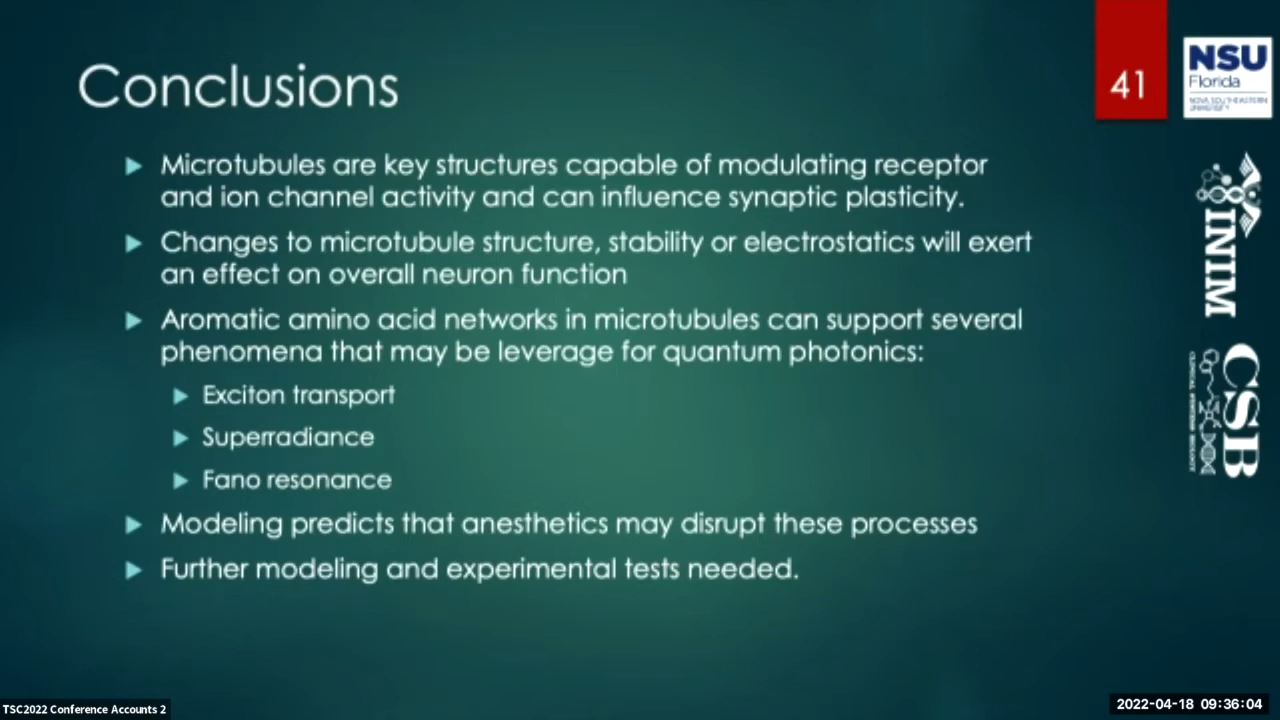 Conclusions
41
NSU
Florida
NOVA SOUTHEASTERN
UNIVERSITY
Microtubules are key structures capable of modulating receptor
and ion channel activity and can influence synaptic plasticity.
Changes to microtubule structure, stability or electrostatics will exert
an effect on overall neuron function
Aromatic amino acid networks in microtubules can support several
phenomena that may be leverage for quantum photonics:
Exciton transport
Superradiance
Fano resonance
Modeling predicts that anesthetics may disrupt these processes
Further modeling and experimental tests needed.
INIM
CSB
CLINICAL SYSTEMS BIOLOGY
TSC2022 Conference Accounts 2
2022-04-18 09:36:04